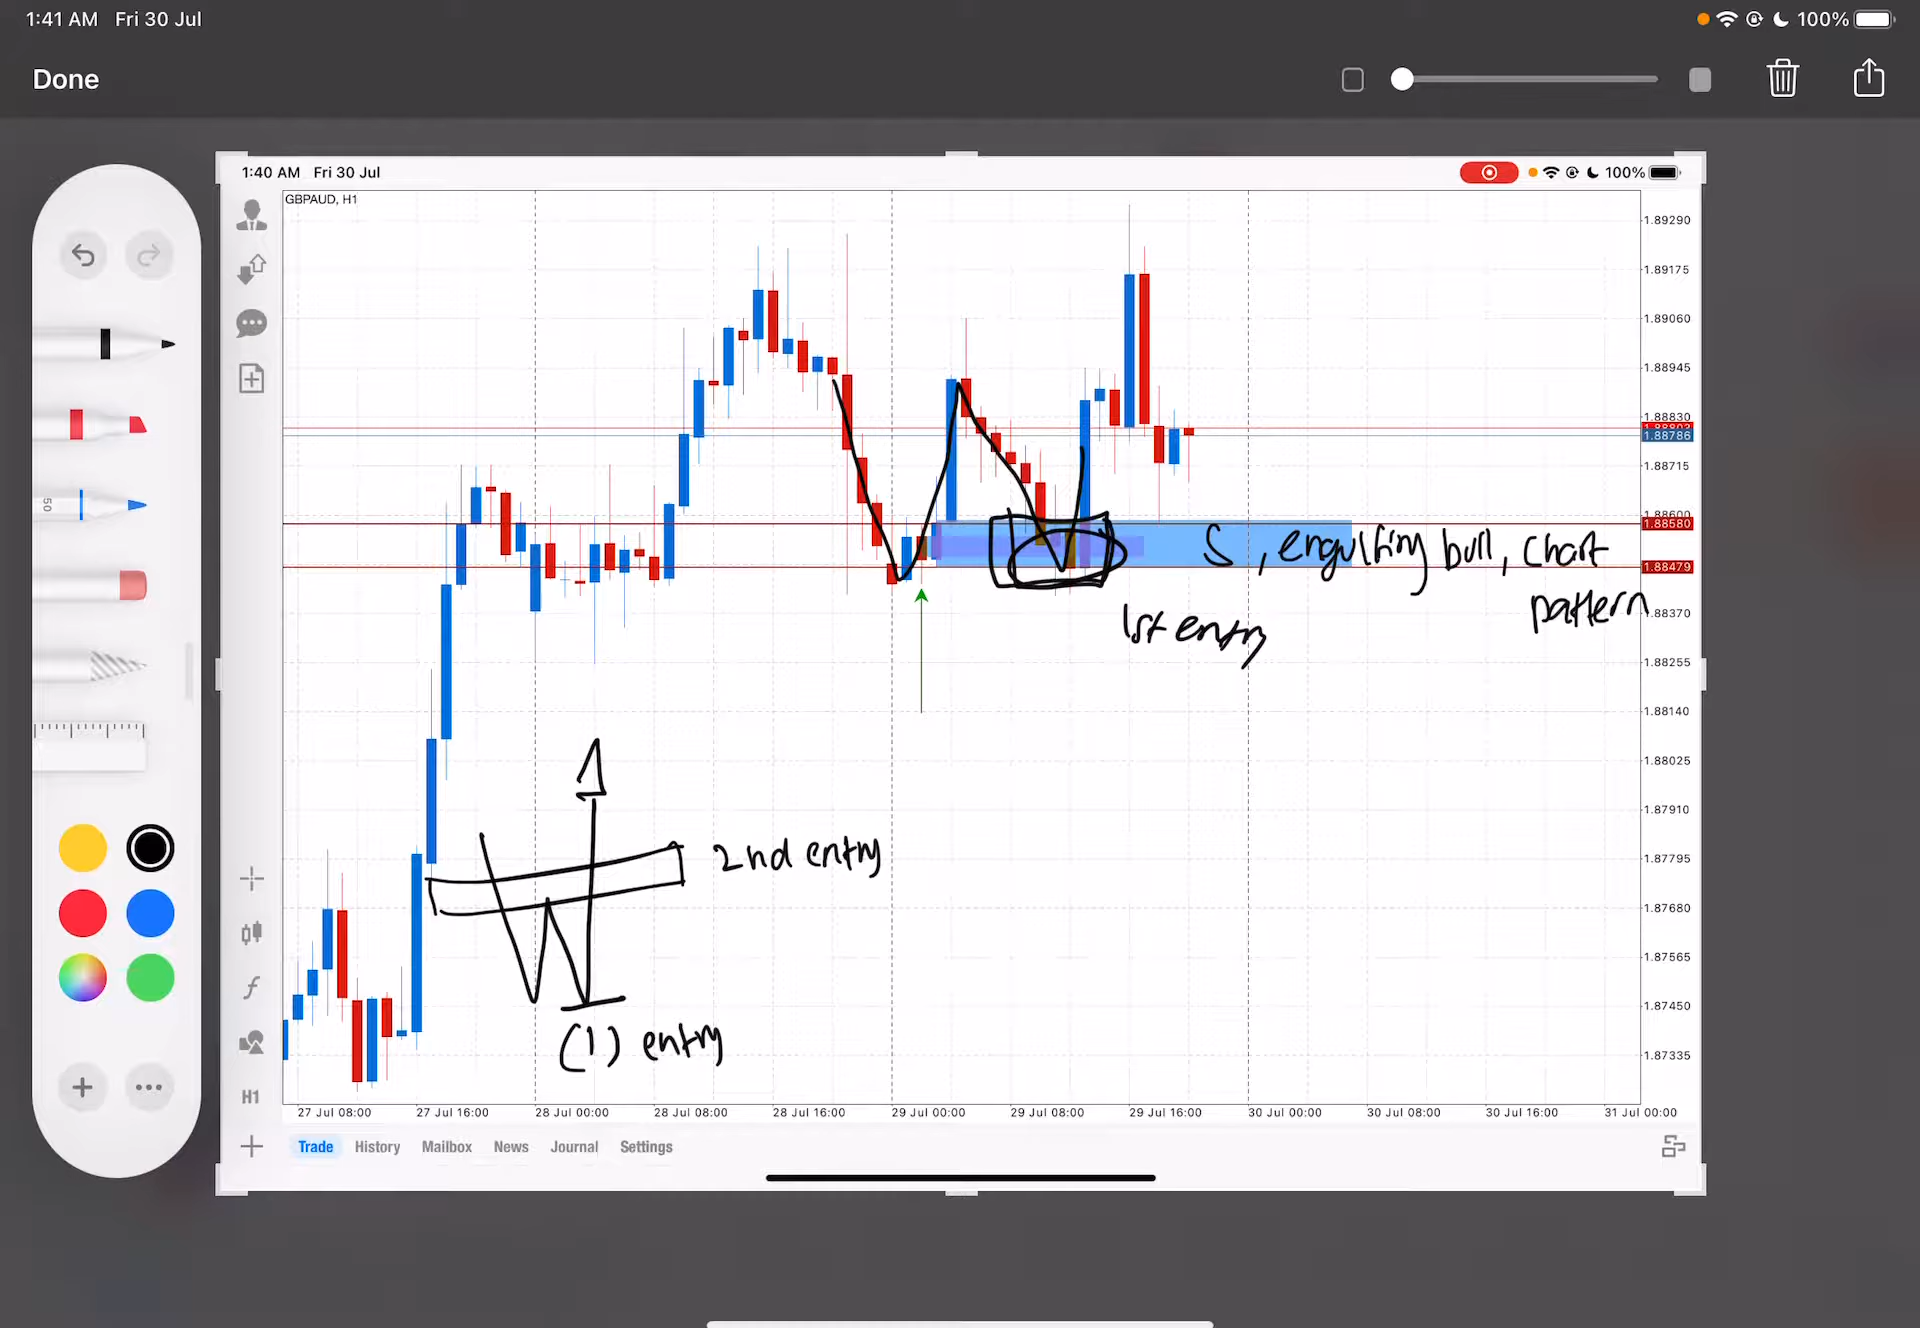 1:41 AM Fri 30 Jul
100%
Done
50
1:40 AM Fri 30 Jul
100%
GBPAUD, H1
1.89290
1.89175
1.89060
1.88945
1.88830
1.88786
1.88715
1.88600
1.88580
S, engulfing bull, chart
pattern
1.88479
1.88370
1st entry
1.88255
1.88140
1.88025
1.87910
2nd entry
1.87795
1.87680
1.87565
1.87450
(1) entry
1.87335
H1
27 Jul 08:00 27 Jul 16:00 28 Jul 00:00 28 Jul 08:00 28 Jul 16:00 29 Jul 00:00 29 Jul 08:00 29 Jul 16:00 30 Jul 00:00 30 Jul 08:00 30 Jul 16:00 31 Jul 00:00
Trade History Mailbox News Journal Settings